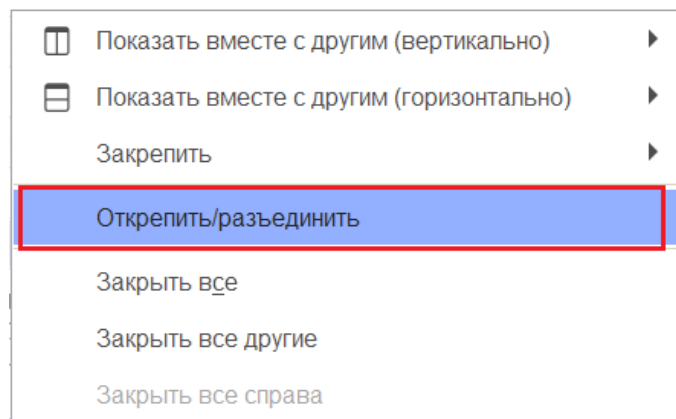 Показать вместе с другим (вертикально)
Показать вместе с другим (горизонтально)
Закрепить
Открепить/разъединить
Закрыть все
Закрыть все другие
Закрыть все справа